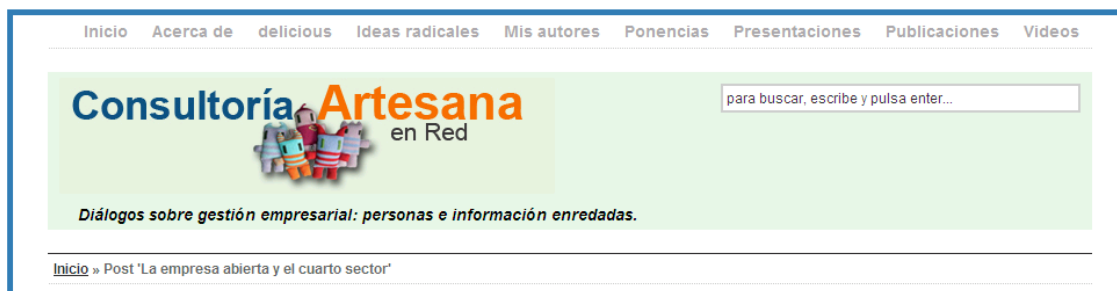 Inicio Acerca de delicious Ideas radicales Mis autores Ponencias Presentaciones Publicaciones Videos
Consultoría Artesana
en Red
para buscar, escribe y pulsa enter...
Diálogos sobre gestión empresarial: personas e información enredadas.
Inicio » Post 'La empresa abierta y el cuarto sector'